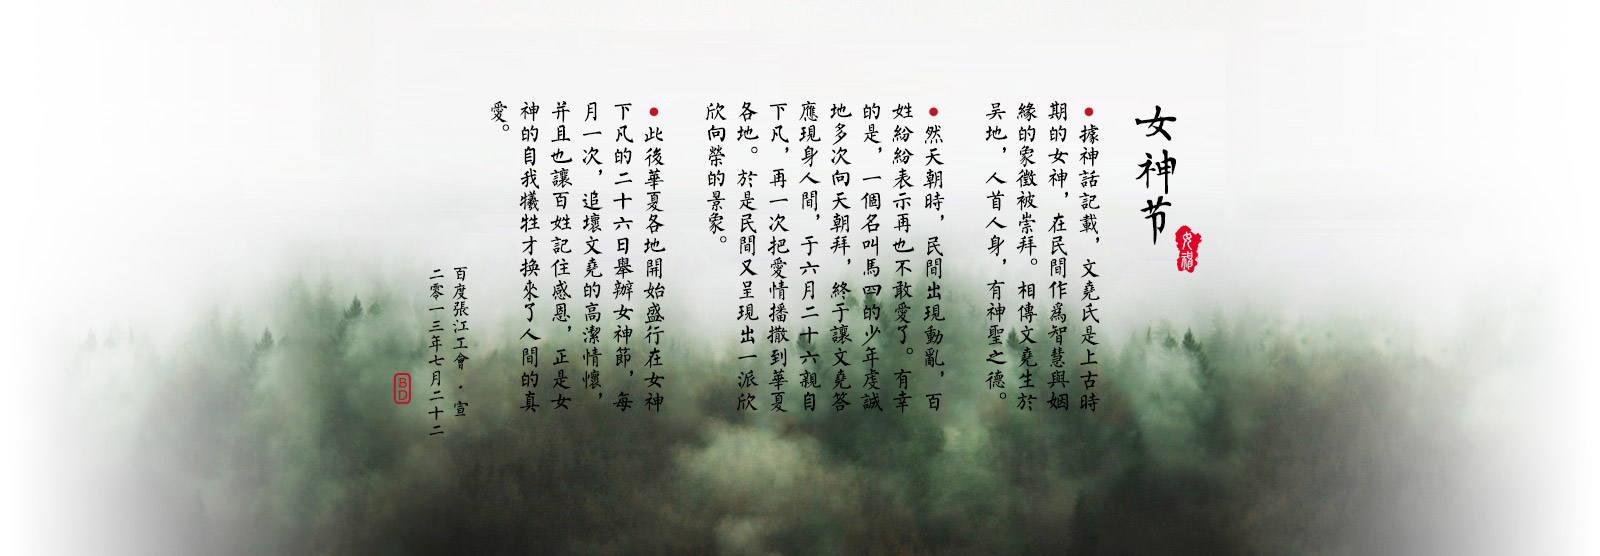 女神节
女禍
●據神話記載，文堯氏是上古時
期的女神，在民間作爲智慧與姻
緣的象徵被崇拜。相傳文堯生於
吴地，人首人身，有神聖之德。
●然天朝時，民間出現動亂，百
姓紛紛表示再也不敢愛了。有幸
的是，一個名叫馬四的少年虔誠
地多次向天朝拜，終于讓文堯答
應現身人間，于六月二十六親自
下凡，再一次把愛情播撒到華夏
各地。於是民間又呈現出一派欣
欣向榮的景象。
●此後華夏各地開始盛行在女神
下凡的二十六日舉辦女神節，每
月一次，追壞文堯的高潔情懷，
并且也讓百姓記住感恩，正是女
神的自我犧牲才換來了人間的真
愛。
百度張江工會·宣
二零一三年七月二十二
BD